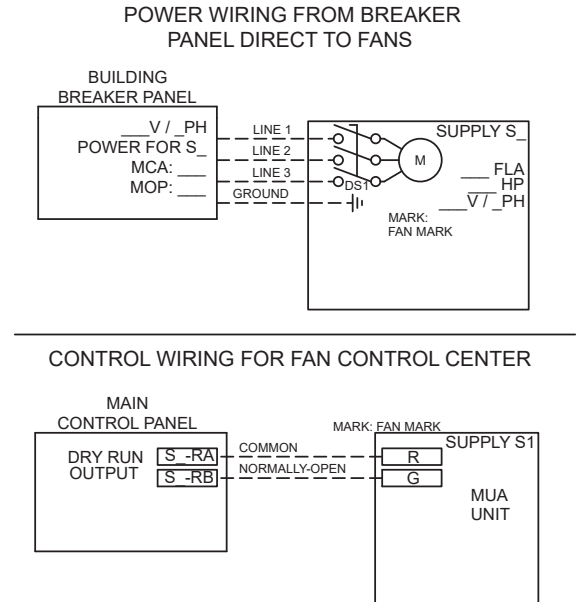 POWER WIRING FROM BREAKER
PANEL DIRECT TO FANS
BUILDING
BREAKER PANEL
___V / _PH
POWER FOR S_
MCA: ___
MOP: ___
LINE 1
LINE 2
LINE 3
GROUND
DS1
M
SUPPLY S_
___ FLA
___ HP
___V / _PH
MARK:
FAN MARK
CONTROL WIRING FOR FAN CONTROL CENTER
MAIN
CONTROL PANEL
DRY RUN
OUTPUT
S_-RA
S_-RB
COMMON
NORMALLY-OPEN
MARK: FAN MARK
R
G
SUPPLY S1
MUA
UNIT